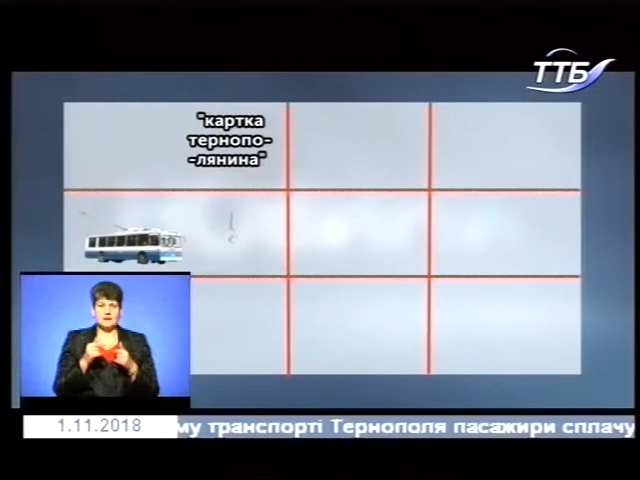 ТТБ
"картка
тернопо-
-лянина"
1.11.2018
му транспорті Тернополя пасажири сплачу